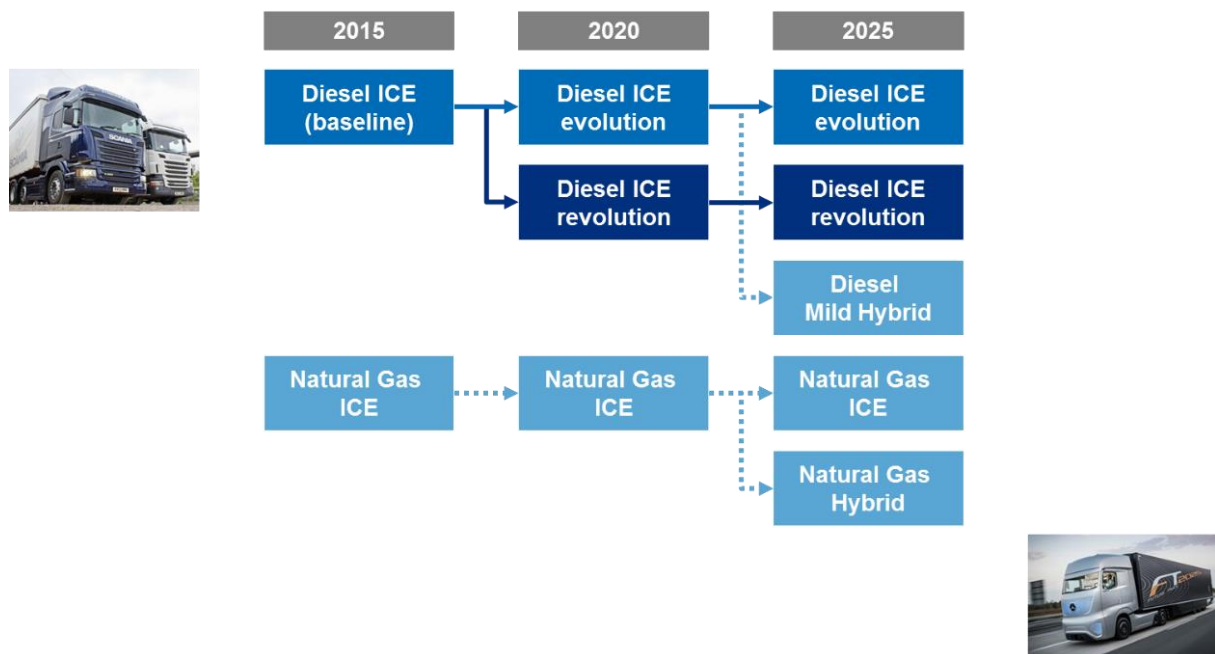 2015
2020
2025
Diesel ICE
(baseline)
Diesel ICE
evolution
Diesel ICE
evolution
Diesel ICE
revolution
Diesel ICE
revolution
Diesel
Mild Hybrid
Natural Gas
ICE
Natural Gas
ICE
Natural Gas
ICE
Natural Gas
Hybrid
SCANIA